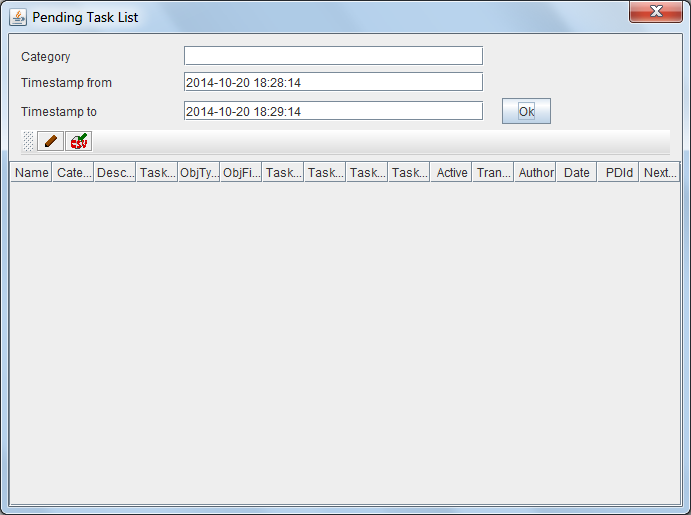 Pending Task List
Category
Timestamp from 2014-10-20 18:28:14
Timestamp to 2014-10-20 18:29:14 Ok
CSV
Name Cate... Desc... Task... ObjTy... ObjFi... Task... Task... Task... Task... Active Tran... Author Date PDId Next...